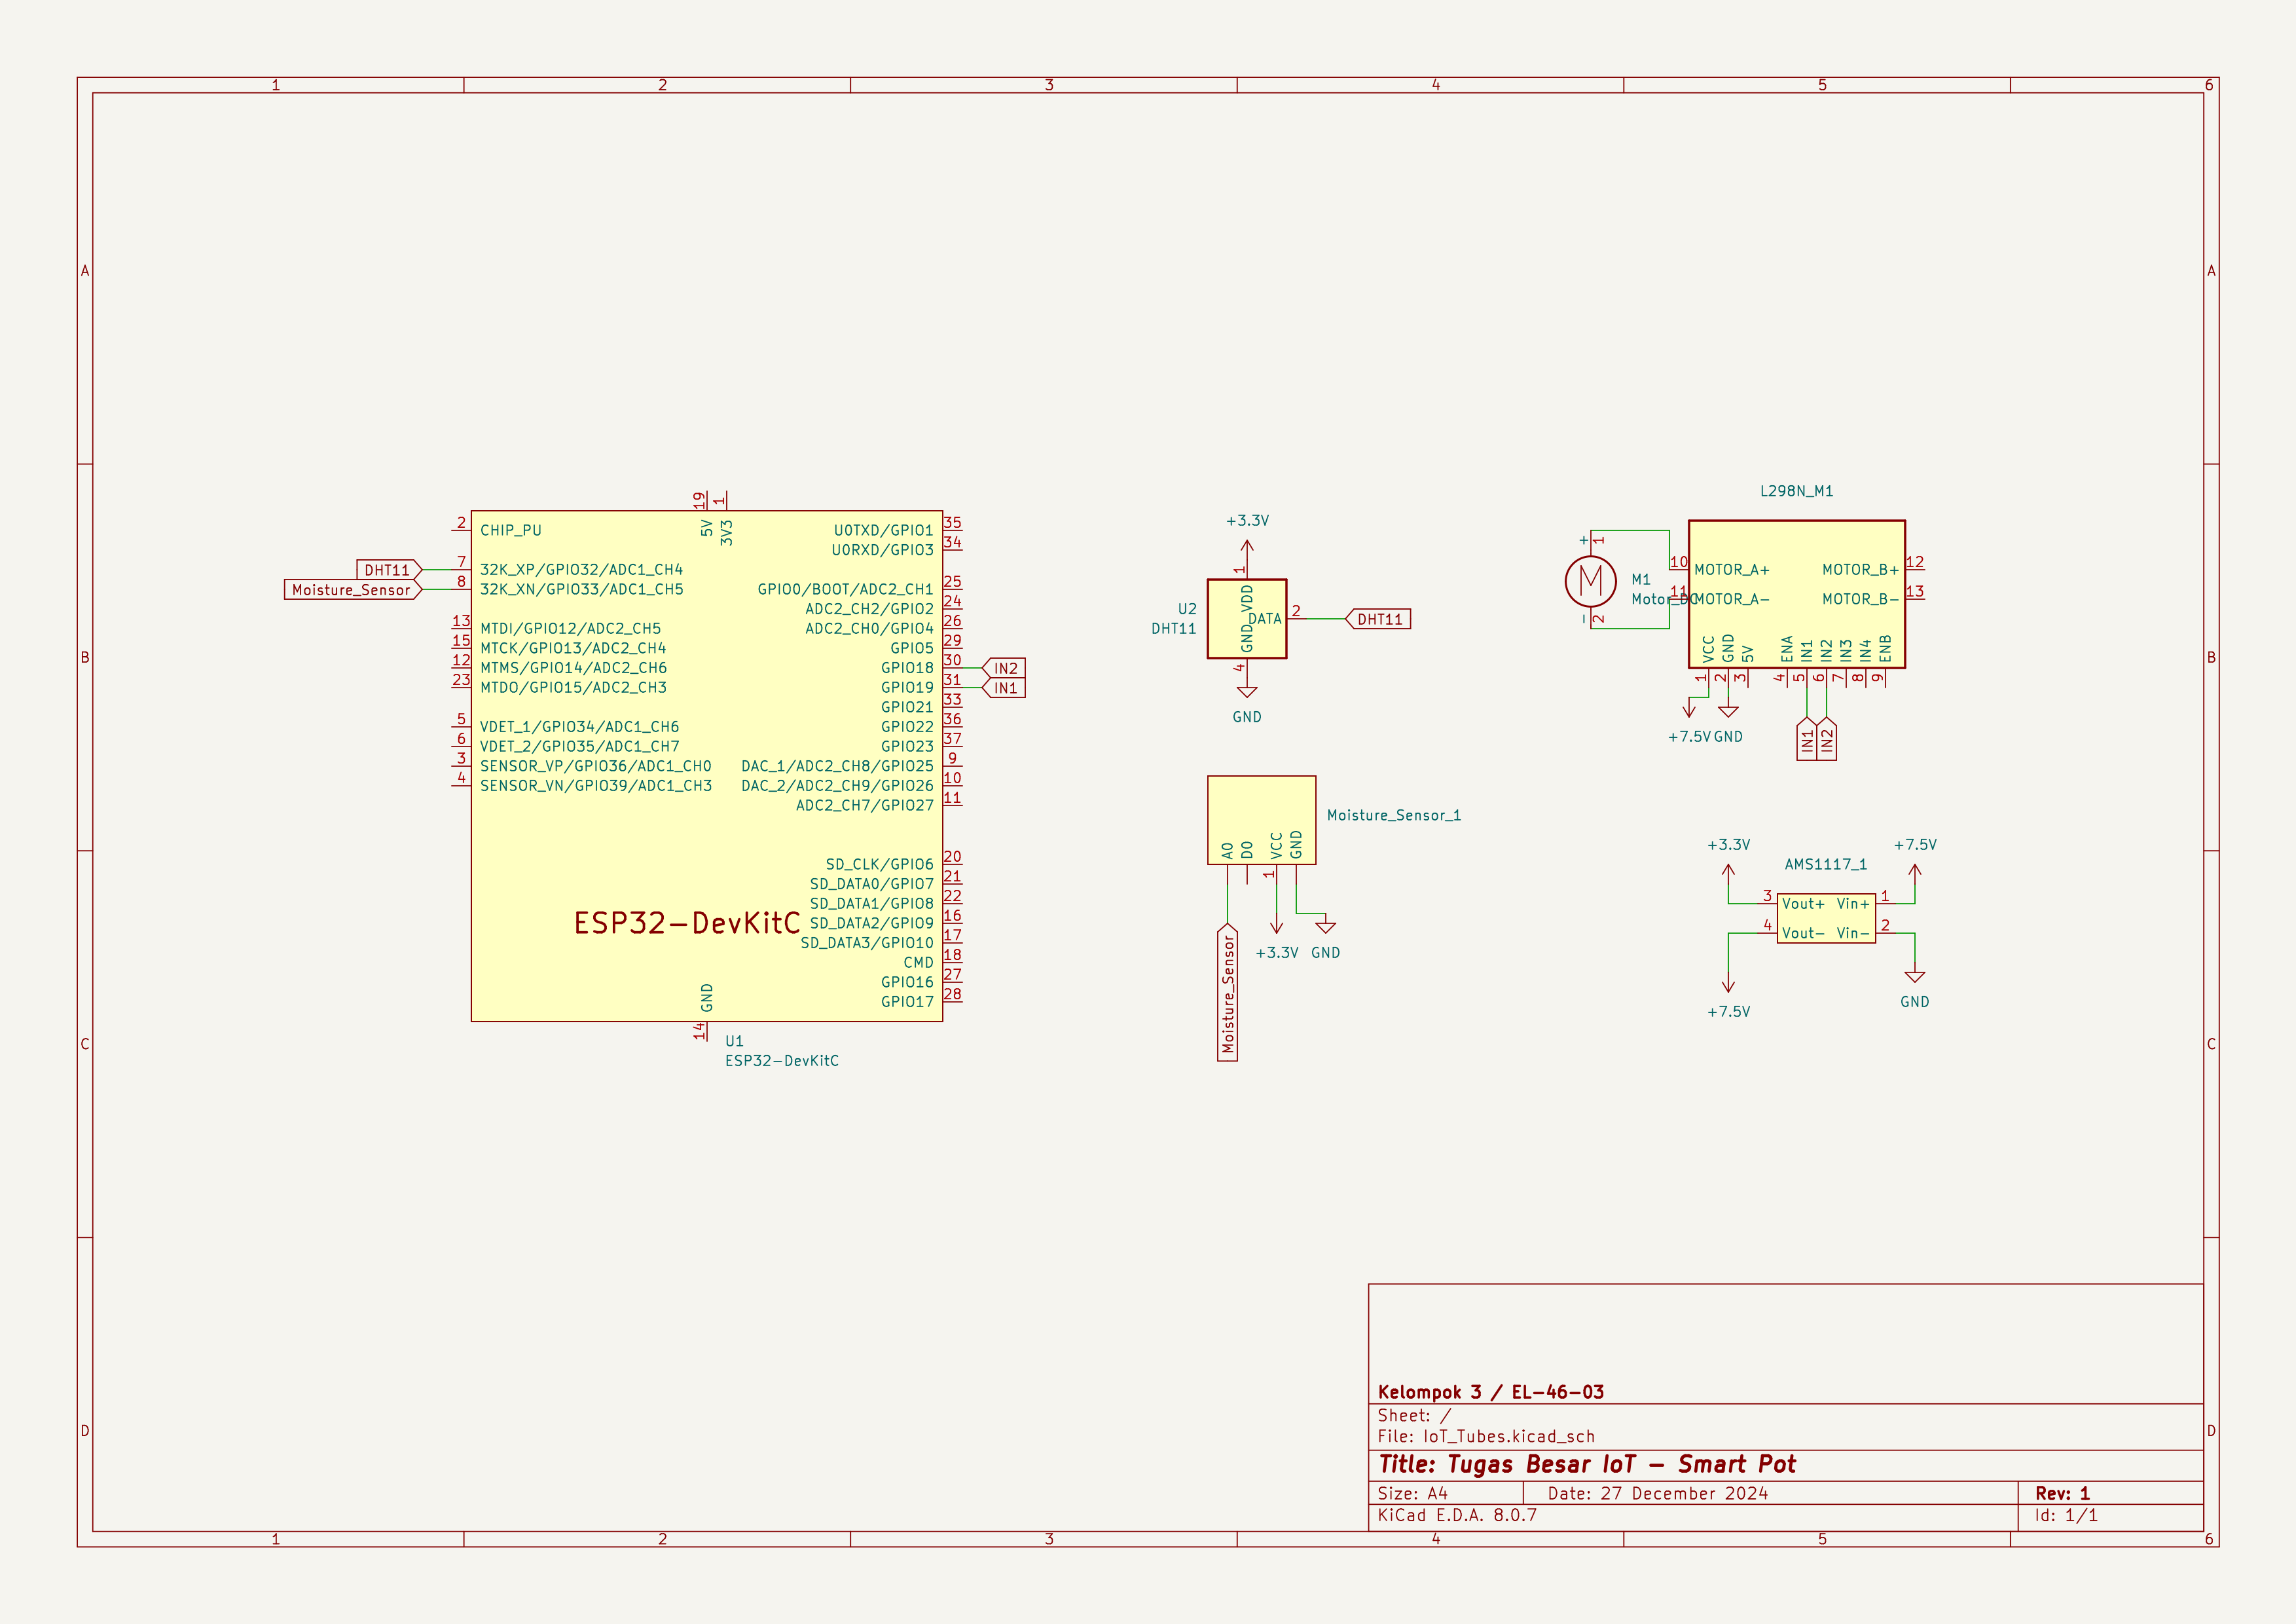 1 2 3 4 5 6
A A
B B
C C
D D
1 2 3 4 5 6
19 1
5V 3V3
2 CHIP_PU
DHT11 7 32K_XP/GPIO32/ADC1_CH4
Moisture_Sensor 8 32K_XN/GPIO33/ADC1_CH5
13 MTDI/GPIO12/ADC2_CH5
15 MTCK/GPIO13/ADC2_CH4
12 MTMS/GPIO14/ADC2_CH6
23 MTDO/GPIO15/ADC2_CH3
5 VDET_1/GPIO34/ADC1_CH6
6 VDET_2/GPIO35/ADC1_CH7
3 SENSOR_VP/GPIO36/ADC1_CH0
4 SENSOR_VN/GPIO39/ADC1_CH3
U0TXD/GPIO1 35
U0RXD/GPIO3 34
GPIO0/BOOT/ADC2_CH1 25
ADC2_CH2/GPIO2 24
ADC2_CH0/GPIO4 26
GPIO5 29
GPIO18 30 IN2
GPIO19 31 IN1
GPIO21 33
GPIO22 36
GPIO23 37
DAC_1/ADC2_CH8/GPIO25 9
DAC_2/ADC2_CH9/GPIO26 10
ADC2_CH7/GPIO27 11
SD_CLK/GPIO6 20
SD_DATA0/GPIO7 21
SD_DATA1/GPIO8 22
SD_DATA2/GPIO9 16
SD_DATA3/GPIO10 17
CMD 18
GPIO16 27
GPIO17 28
ESP32-DevKitC
GND
14
U1
ESP32-DevKitC
+3.3V
1
VDD
U2
DHT11
DATA 2 DHT11
GND
4
GND
Moisture_Sensor_1
A0 D0 VCC GND
1
+3.3V GND
Moisture_Sensor
L298N_M1
+ 1
M
M1
Motor_DC
- 2
10 MOTOR_A+
11 MOTOR_A-
MOTOR_B+ 12
MOTOR_B- 13
VCC GND 5V ENA IN1 IN2 IN3 IN4 ENB
1 2 3 4 5 6 7 8 9
+7.5V GND
IN1 IN2
+3.3V +7.5V
AMS1117_1
3 Vout+ Vin+ 1
4 Vout- Vin- 2
+7.5V GND
Kelompok 3 / EL-46-03
Sheet: /
File: IoT_Tubes.kicad_sch
Title: Tugas Besar IoT - Smart Pot
Size: A4 Date: 27 December 2024 Rev: 1
KiCad E.D.A. 8.0.7 Id: 1/1